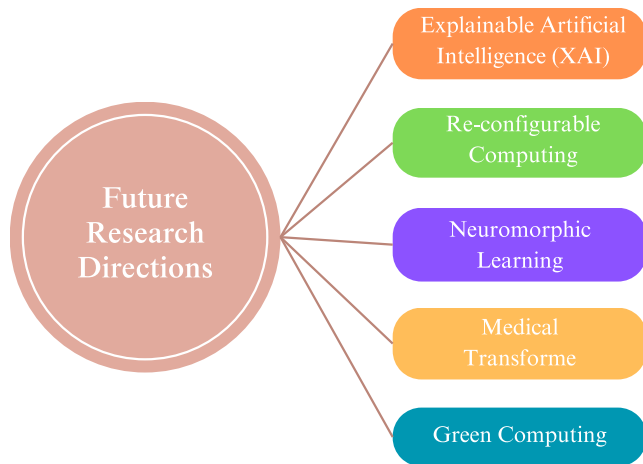 Future
Research
Directions
Explainable Artificial
Intelligence (XAI)
Re-configurable
Computing
Neuromorphic
Learning
Medical
Transforme
Green Computing